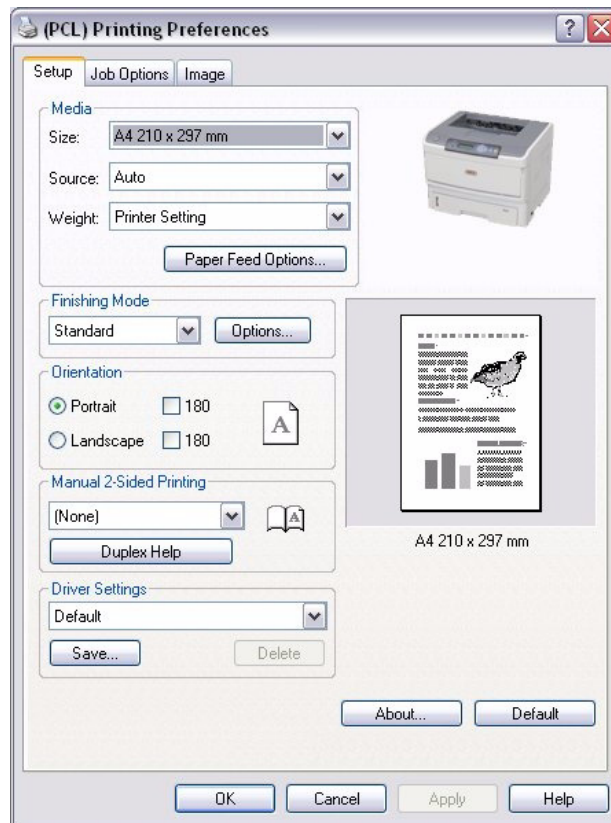 (PCL) Printing Preferences
Setup Job Options Image
Media
Size: A4 210 x 297 mm
Source: Auto
Weight: Printer Setting
Paper Feed Options...
Finishing Mode
Standard Options...
Orientation
Portrait 180
A
Landscape 180
Manual 2-Sided Printing
(None) A
Duplex Help
A4 210 x 297 mm
Driver Settings
Default
Save... Delete
About... Default
OK Cancel Apply Help